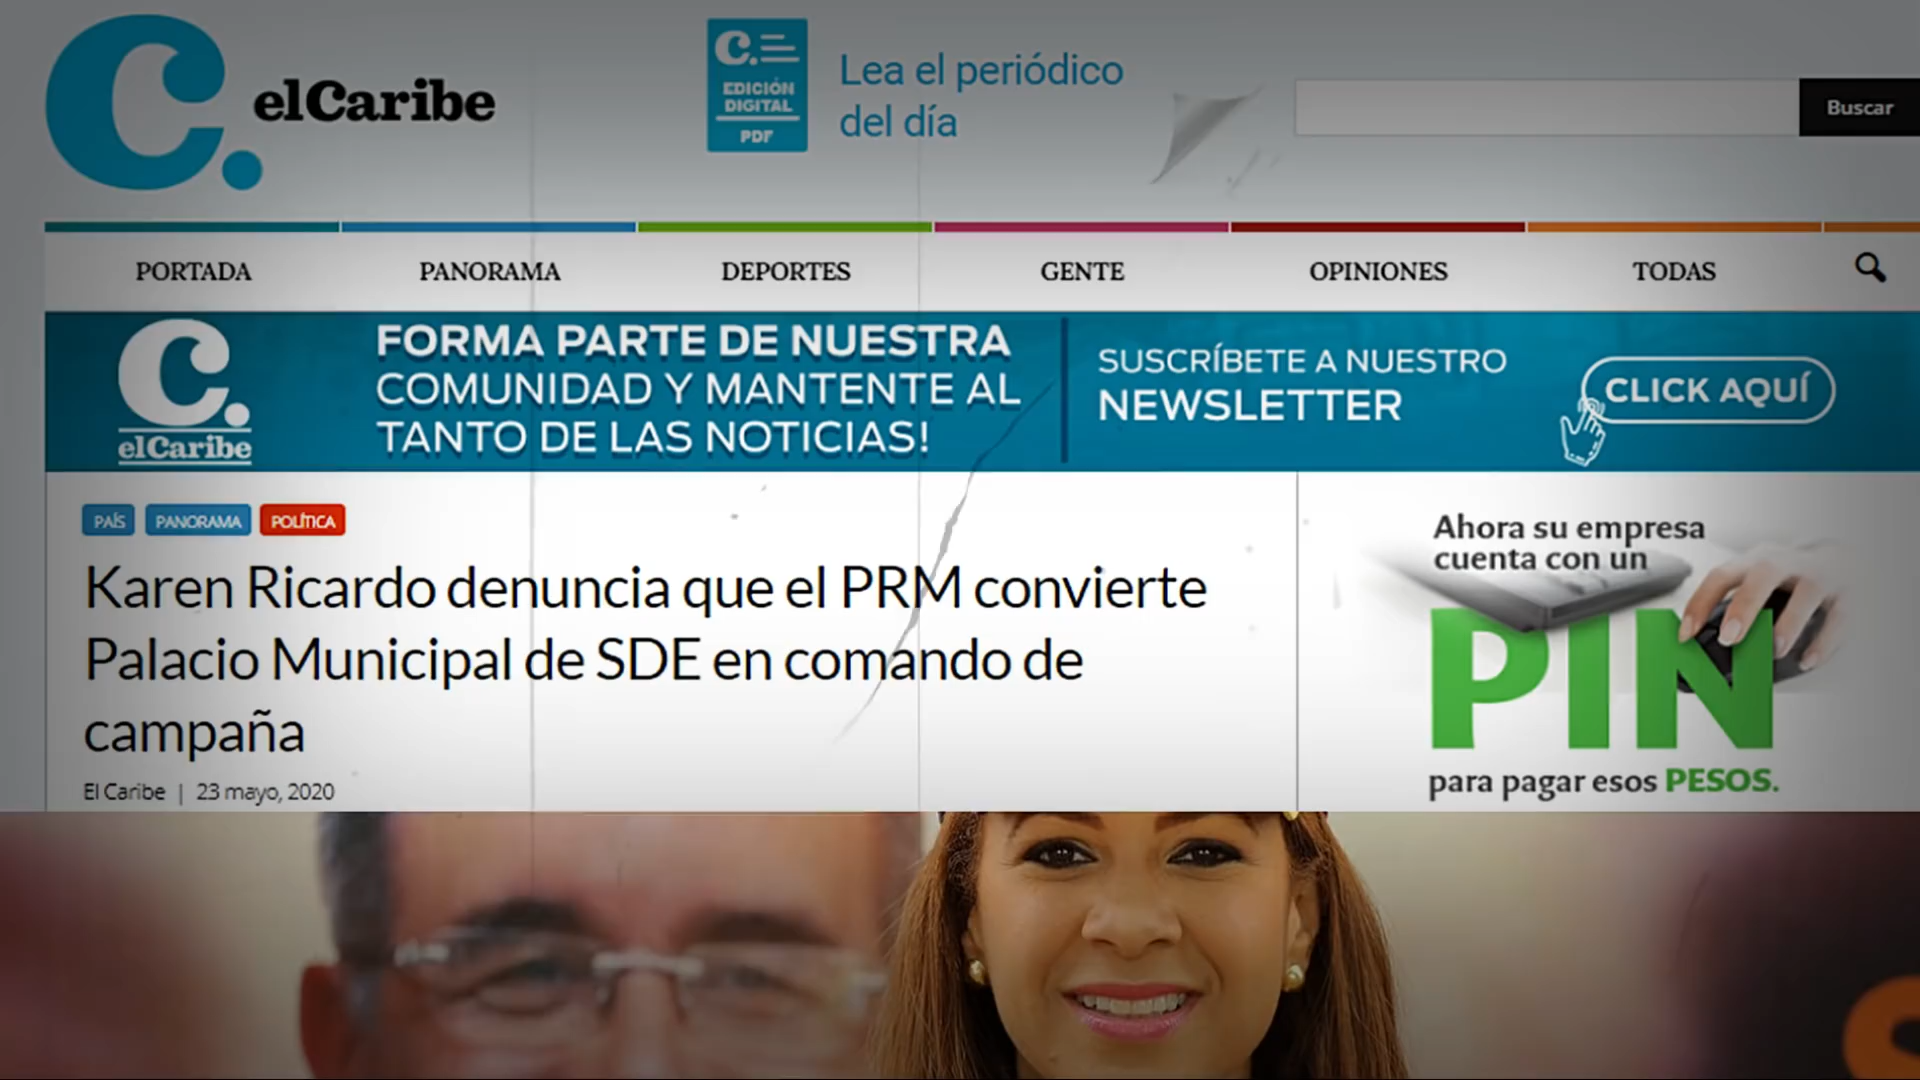 C.
elCaribe
C.
EDICIÓN
DIGITAL
PDF
Lea el periódico
del día
Buscar
PORTADA
PANORAMA
DEPORTES
GENTE
OPINIONES
TODAS
C.
elCaribe
FORMA PARTE DE NUESTRA
COMUNIDAD Y MANTENTE AL
TANTO DE LAS NOTICIAS!
SUSCRÍBETE A NUESTRO
NEWSLETTER
CLICK AQUÍ
PAÍS
PANORAMA
POLÍTICA
Karen Ricardo denuncia que el PRM convierte
Palacio Municipal de SDE en comando de
campaña
El Caribe | 23 mayo, 2020
Ahora su empresa
cuenta con un
PIN
para pagar esos PESOS.